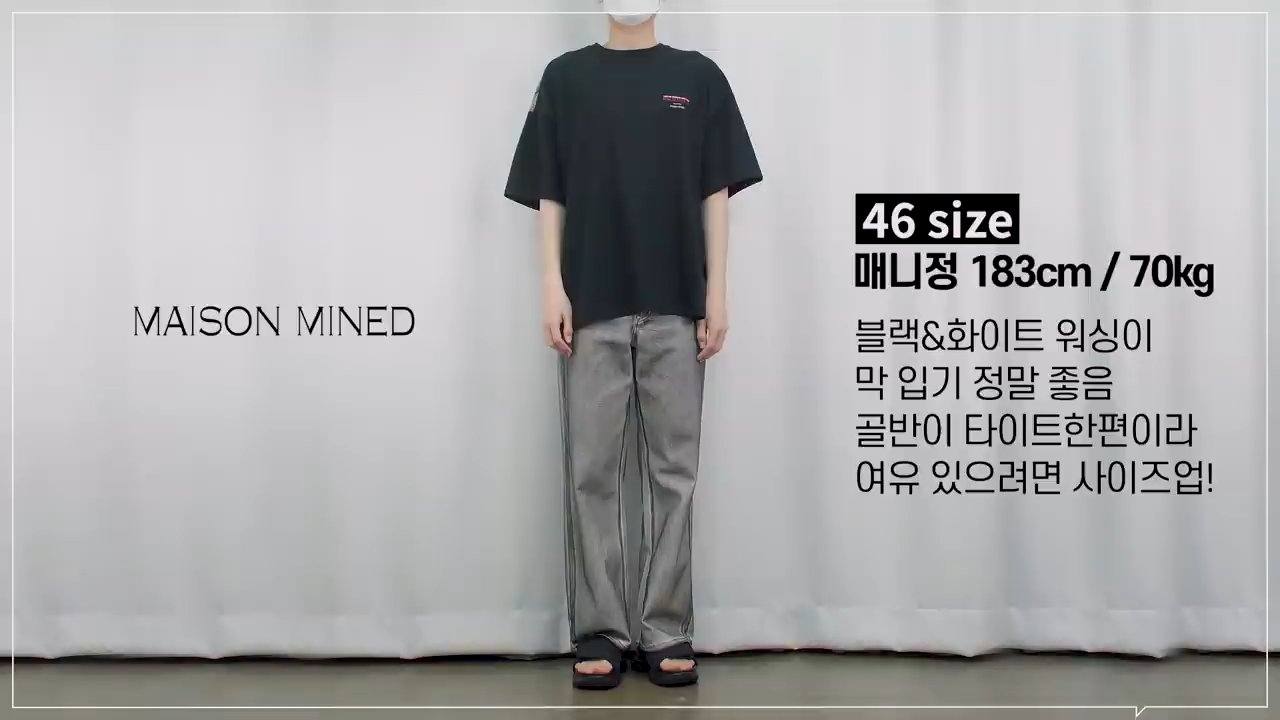 MAISON MINED
46 size
매니정 183cm / 70kg
블랙&화이트 워싱이
막 입기 정말 좋음
골반이 타이트한편이라
여유 있으려면 사이즈업!